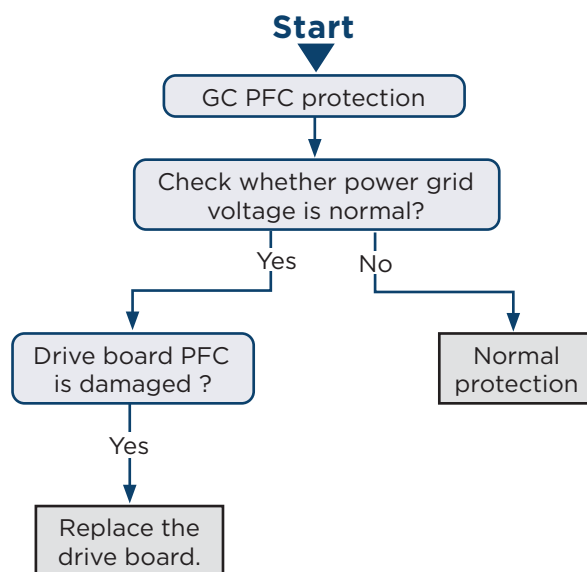 Start
GC PFC protection
Check whether power grid
voltage is normal?
Yes
No
Drive board PFC
is damaged ?
Normal
protection
Yes
Replace the
drive board.